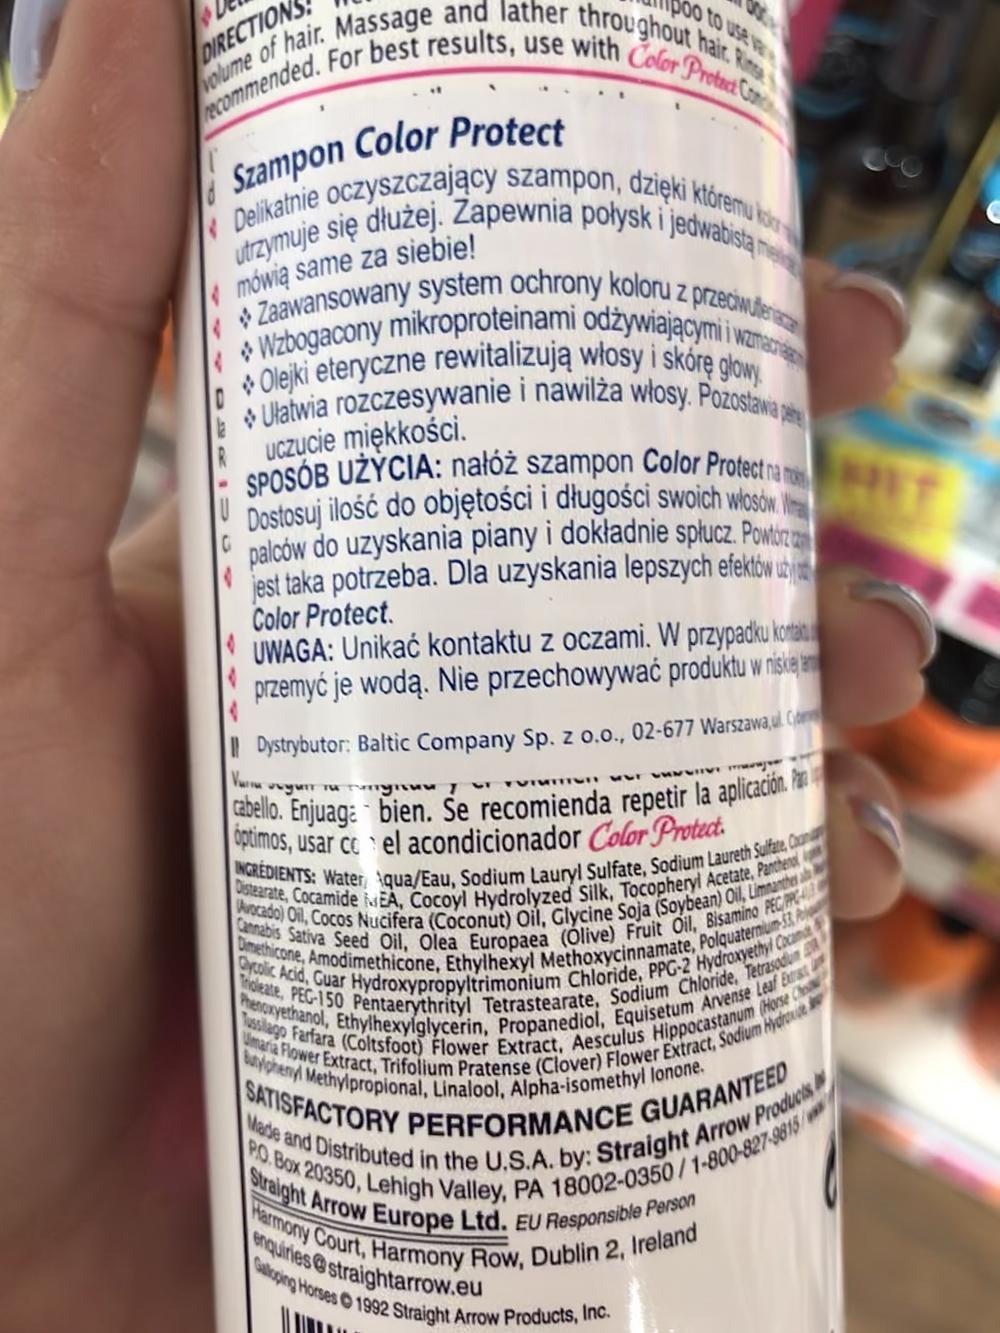 DIRECTIONS:
volume of hair. Massage and lather throughout hair.
recommended. For best results, use with Color Protect
Szampon Color Protect
Delikatnie oczyszczający szampon, dzięki któremu
utrzymuje się dłużej. Zapewnia połysk i jedwabistą
mówią same za siebie!
❖ Zaawansowany system ochrony koloru z
❖ Wzbogacony mikroproteinami odżywiającymi i
❖ Olejki eteryczne rewitalizują włosy i skórę głowy.
❖ Ułatwia rozczesywanie i nawilża włosy. Pozostawia
uczucie miękkości.
SPOSÓB UŻYCIA: nałóż szampon Color Protect na
Dostosuj ilość do objętości i długości swoich włosów.
palców do uzyskania piany i dokładnie spłucz. Powtórz
jest taka potrzeba. Dla uzyskania lepszych efektów
Color Protect.
UWAGA: Unikać kontaktu z oczami. W przypadku
przemyć je wodą. Nie przechowywać produktu w niskiej
Dystrybutor: Baltic Company Sp. z o.o., 02-677 Warszawa, ul.
cabello. Enjuagar bien. Se recomienda repetir la aplicación. Para
óptimos, usar con el acondicionador Color Protect.
INGRÉDIENTS: Water/Aqua/Eau, Sodium Lauryl Sulfate, Sodium Laureth Sulfate,
Distearate, Cocamide MEA, Cocoyl Hydrolyzed Silk, Tocopheryl Acetate, Panthenol,
(Avocado) Oil, Cocos Nucifera (Coconut) Oil, Glycine Soja (Soybean) Oil, Limnanthes
Cannabis Sativa Seed Oil, Olea Europaea (Olive) Fruit Oil, Bisamino
Dimethicone, Amodimethicone, Ethylhexyl Methoxycinnamate, Polquaternium-53,
Glycolic Acid, Guar Hydroxypropyltrimonium Chloride, PPG-2 Hydroxyethyl
Trioleate, PEG-150 Pentaerythrityl Tetrastearate, Sodium Chloride, Tetrasodium
Phenoxyethanol, Ethylhexylglycerin, Propanediol, Equisetum Arvense Leaf Extract,
Tussilago Farfara (Coltsfoot) Flower Extract, Aesculus Hippocastanum (Horse
Ulmaria Flower Extract, Trifolium Pratense (Clover) Flower Extract, Sodium Hydroxide,
Butylphenyl Methylpropional, Linalool, Alpha-isomethyl Ionone.
SATISFACTORY PERFORMANCE GUARANTEED
Made and Distributed in the U.S.A. by: Straight Arrow Products,
P.O. Box 20350, Lehigh Valley, PA 18002-0350 / 1-800-827-9815 /
Straight Arrow Europe Ltd. EU Responsible Person
Harmony Court, Harmony Row, Dublin 2, Ireland
enquiries@straightarrow.eu
Galloping Horses © 1992 Straight Arrow Products, Inc.